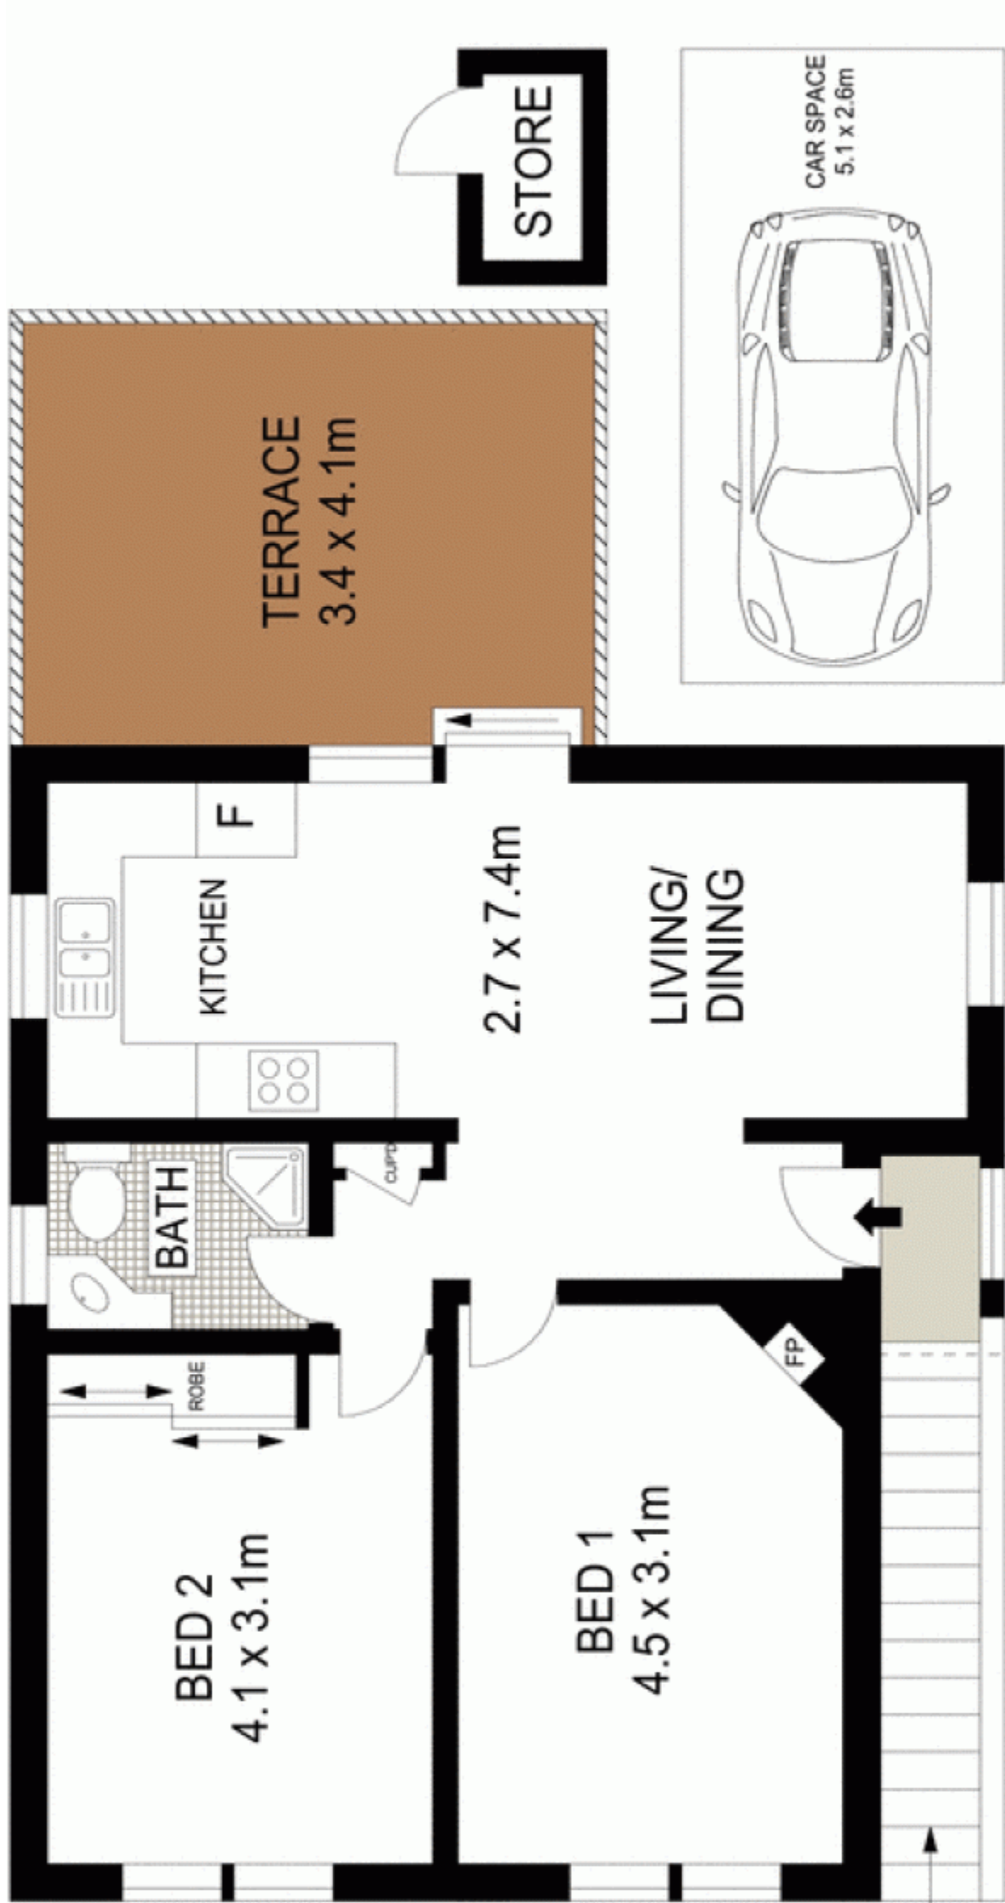 STORE
CAR SPACE
5.1 x 2.6m
TERRACE
3.4 x 4.1m
F
KITCHEN
2.7 x 7.4m
LIVING/
DINING
BATH
CUPD
ROBE
FP
BED 2
4.1 x 3.1m
BED 1
4.5 x 3.1m